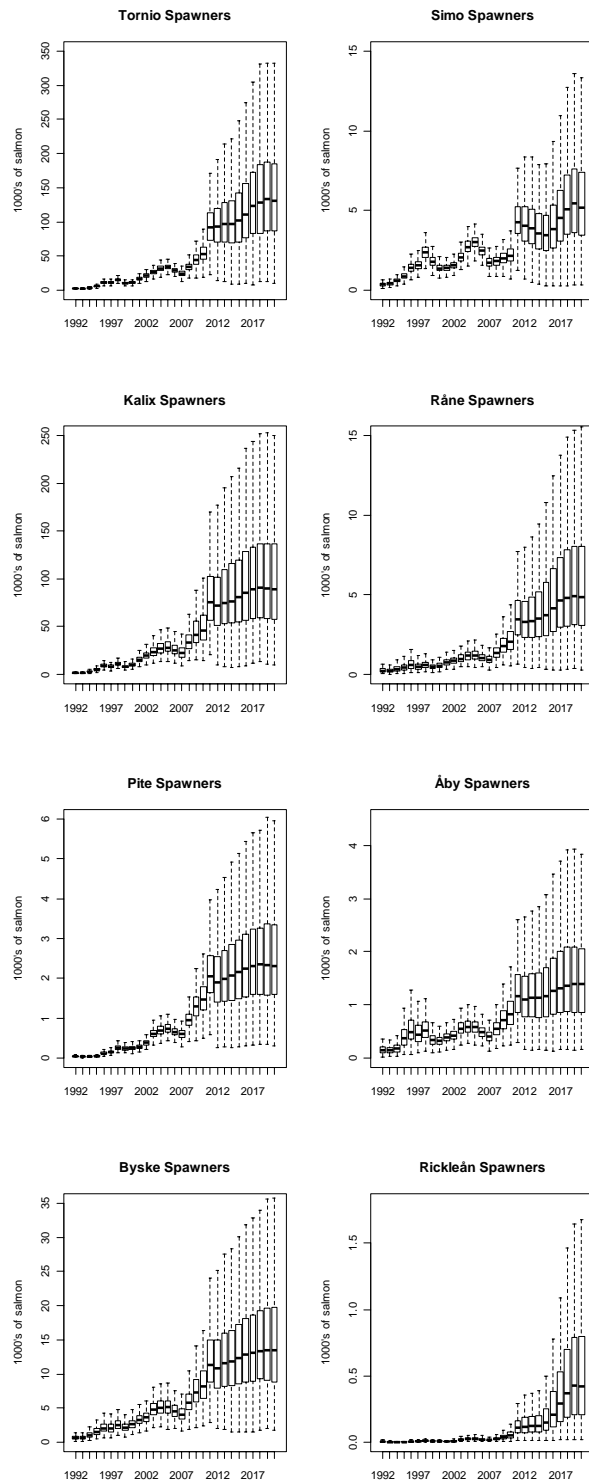 Tornio Spawners
1000's of salmon
0 50 100 150 200 250 300 350
1992 1997 2002 2007 2012 2017
Simo Spawners
1000's of salmon
0 5 10 15
1992 1997 2002 2007 2012 2017
Kalix Spawners
1000's of salmon
0 50 100 150 200 250
1992 1997 2002 2007 2012 2017
Råne Spawners
1000's of salmon
0 5 10 15
1992 1997 2002 2007 2012 2017
Pite Spawners
1000's of salmon
0 1 2 3 4 5 6
1992 1997 2002 2007 2012 2017
Åby Spawners
1000's of salmon
0 1 2 3 4
1992 1997 2002 2007 2012 2017
Byske Spawners
1000's of salmon
0 5 10 15 20 25 30 35
1992 1997 2002 2007 2012 2017
Rickleån Spawners
1000's of salmon
0.0 0.5 1.0 1.5
1992 1997 2002 2007 2012 2017